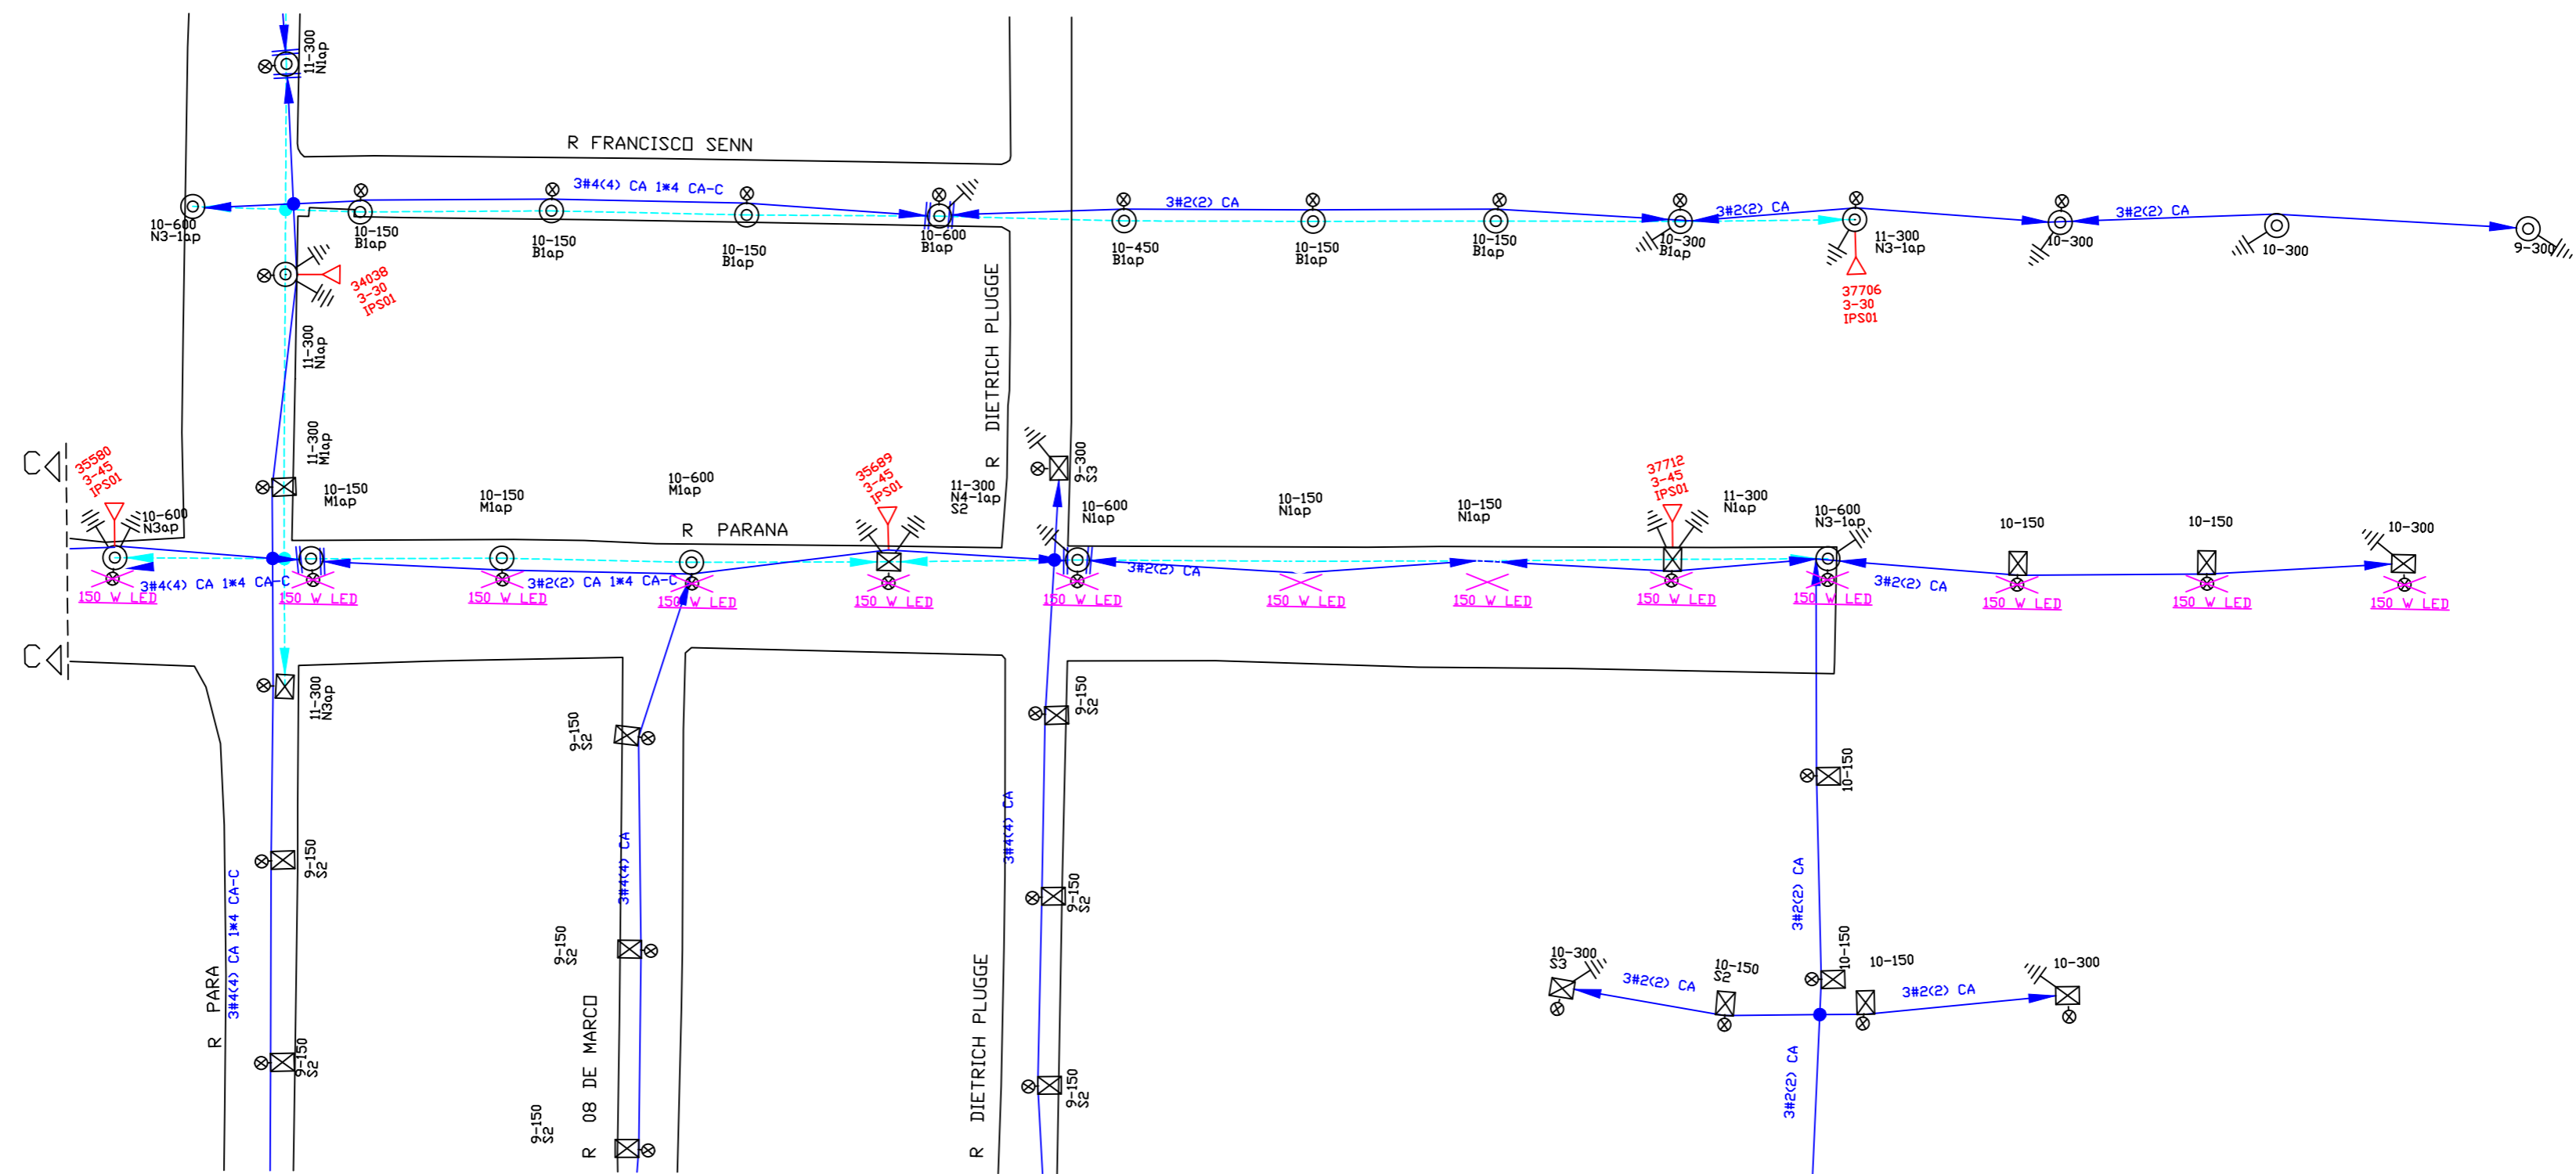 11-300
N1ap
R FRANCISCO SENN
3#4(4) CA 1*4 CA-C
3#2(2) CA
3#2(2) CA
3#2(2) CA
10-600
N3-1ap
10-150
B1ap
10-150
B1ap
10-150
B1ap
10-600
B1ap
10-450
B1ap
10-150
B1ap
10-150
B1ap
10-300
B1ap
11-300
N3-1ap
10-300
10-300
9-300
34038
3-30
IPS01
37706
3-30
IPS01
11-300
N1ap
R DIETRICH PLUGGE
11-300
M1ap
C
35580
3-45
IPS01
10-600
N3ap
10-150
M1ap
10-150
M1ap
10-600
M1ap
35689
3-45
IPS01
11-300
N4-1ap
S2
9-300
S3
10-600
N1ap
10-150
N1ap
10-150
N1ap
37712
3-45
IPS01
11-300
N1ap
10-600
N3-1ap
10-150
10-150
10-300
R PARANA
3#4(4) CA 1*4 CA-C
3#2(2) CA 1*4 CA-C
3#2(2) CA
3#2(2) CA
150 W LED
150 W LED
150 W LED
150 W LED
150 W LED
150 W LED
150 W LED
150 W LED
150 W LED
150 W LED
150 W LED
150 W LED
150 W LED
C
11-300
N3ap
9-150
S2
9-150
S2
10-150
9-150
S2
3#4(4) CA 1*4 CA-C
3#4(4) CA
3#4(4) CA
3#2(2) CA
9-150
S2
9-150
S2
10-150
10-150
10-300
S3
10-150
S2
10-300
3#2(2) CA
3#2(2) CA
R PARA
R 08 DE MARCO
R DIETRICH PLUGGE
9-150
S2
9-150
S2
9-150
S2
3#2(2) CA